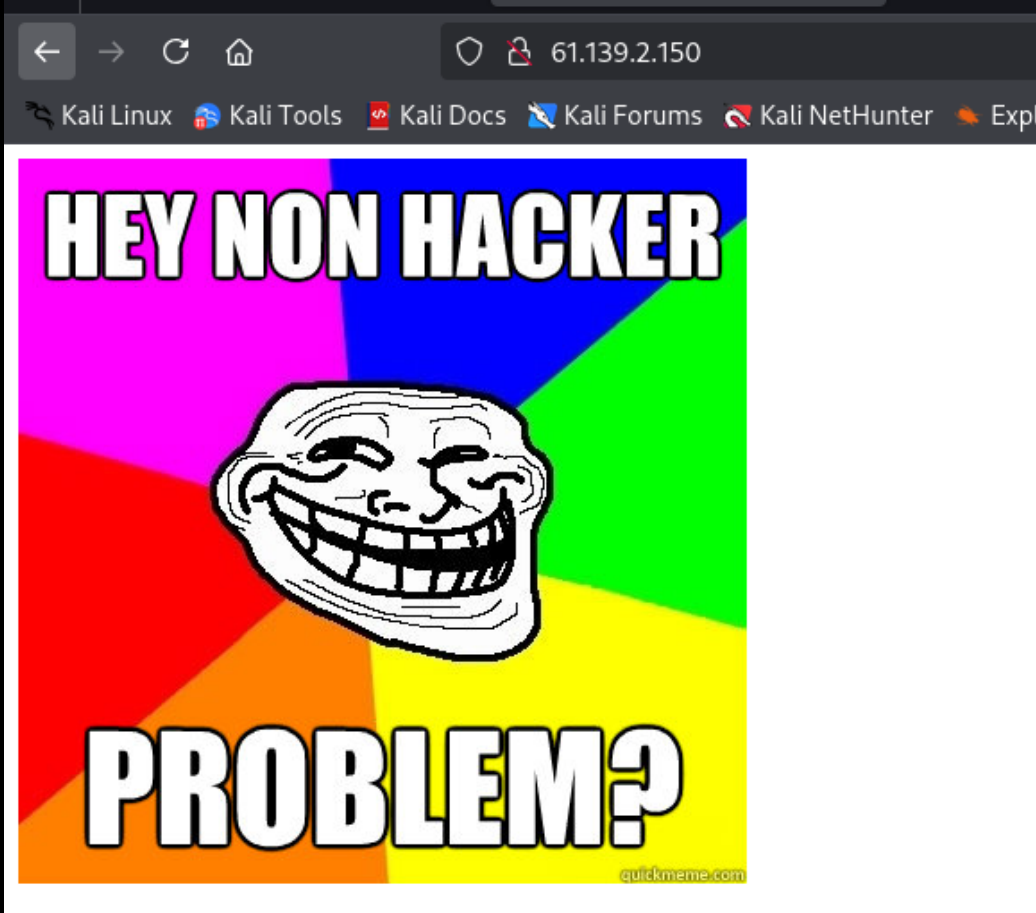 61.139.2.150
Kali Linux Kali Tools Kali Docs Kali Forums Kali NetHunter Expl
HEY NON HACKER
PROBLEM?
quickmeme.com